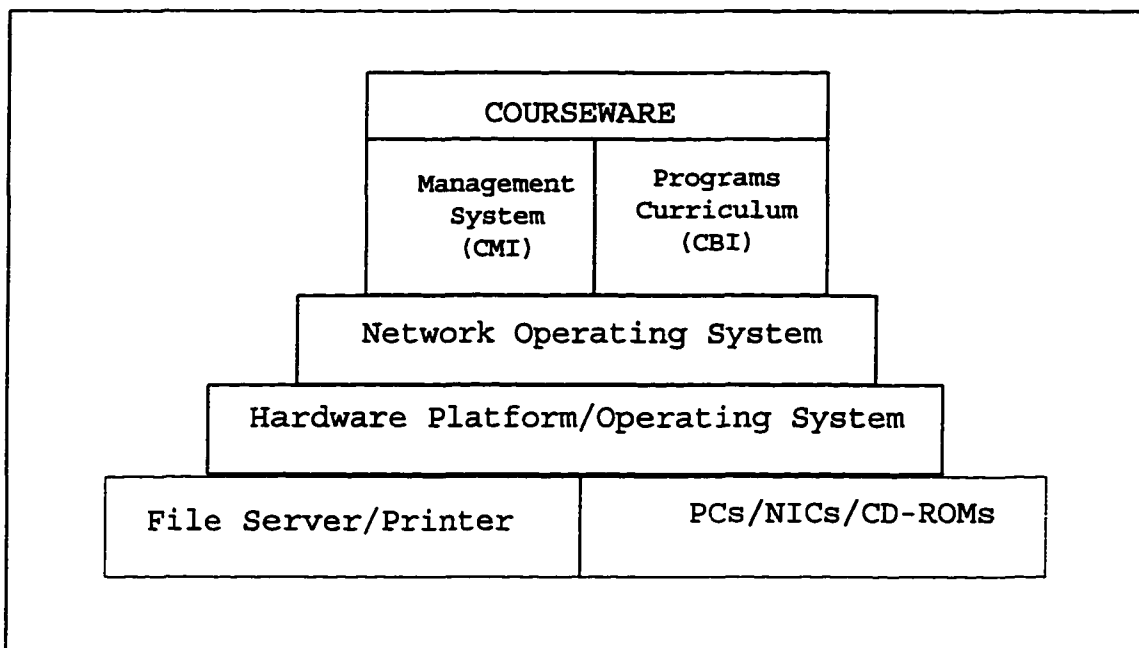 COURSEWARE
Management
System
(CMI)
Programs
Curriculum
(CBI)
Network Operating System
Hardware Platform/Operating System
File Server/Printer
PCs/NICs/CD-ROMs